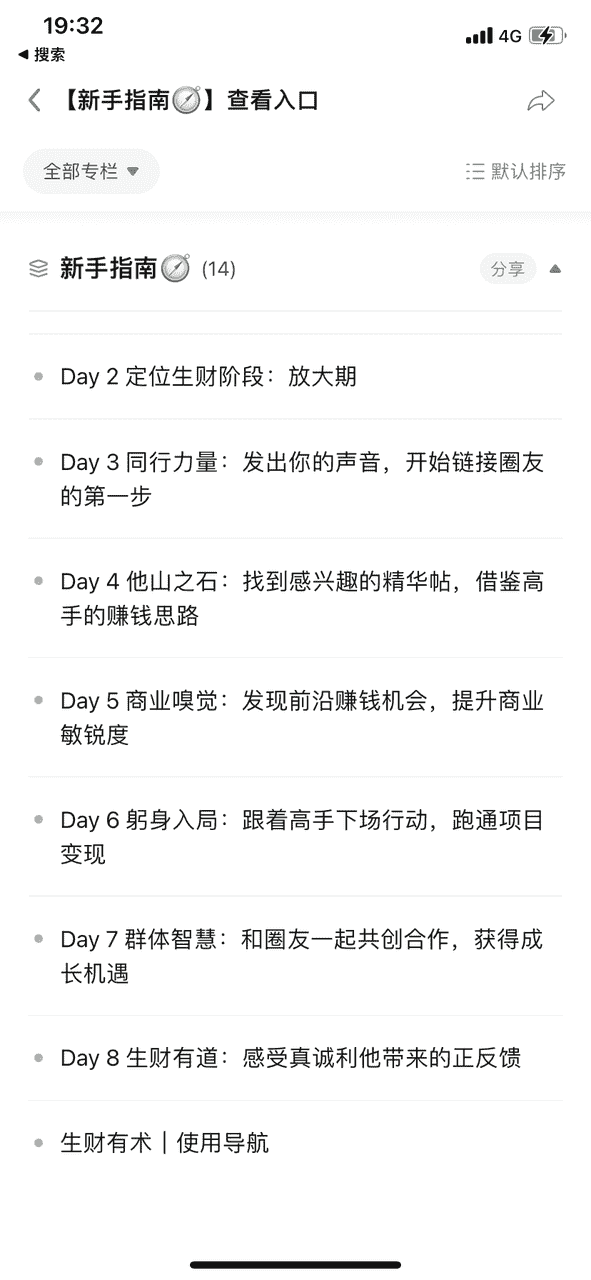 19:32
4G
◀ 搜索
【新手指南🧭】查看入口
全部专栏 ▼
默认排序
新手指南🧭 (14)
分享
Day 2 定位生财阶段：放大期
Day 3 同行力量：发出你的声音，开始链接圈友
的第一步
Day 4 他山之石：找到感兴趣的精华帖，借鉴高
手的赚钱思路
Day 5 商业嗅觉：发现前沿赚钱机会，提升商业
敏锐度
Day 6 躬身入局：跟着高手下场行动，跑通项目
变现
Day 7 群体智慧：和圈友一起共创合作，获得成
长机遇
Day 8 生财有道：感受真诚利他带来的正反馈
生财有术｜使用导航